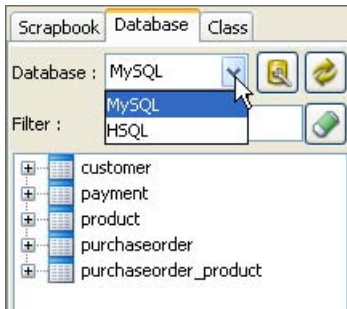 Scrapbook Database Class
Database : MySQL
MySQL
HSQL
Filter :
customer
payment
product
purchaseorder
purchaseorder_product